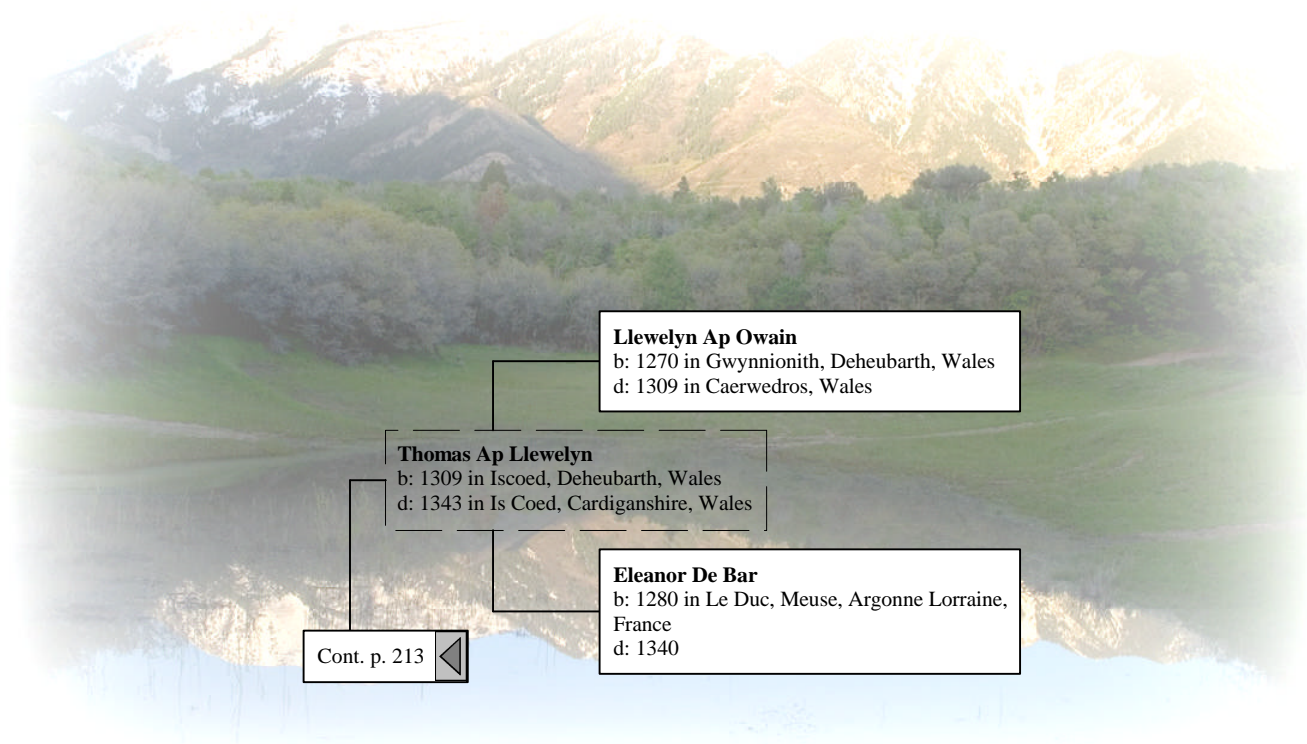 Llewelyn Ap Owain
b: 1270 in Gwynnionith, Deheubarth, Wales
d: 1309 in Caerwedros, Wales
Thomas Ap Llewelyn
b: 1309 in Iscoed, Deheubarth, Wales
d: 1343 in Is Coed, Cardiganshire, Wales
Eleanor De Bar
b: 1280 in Le Duc, Meuse, Argonne Lorraine,
France
d: 1340
Cont. p. 213